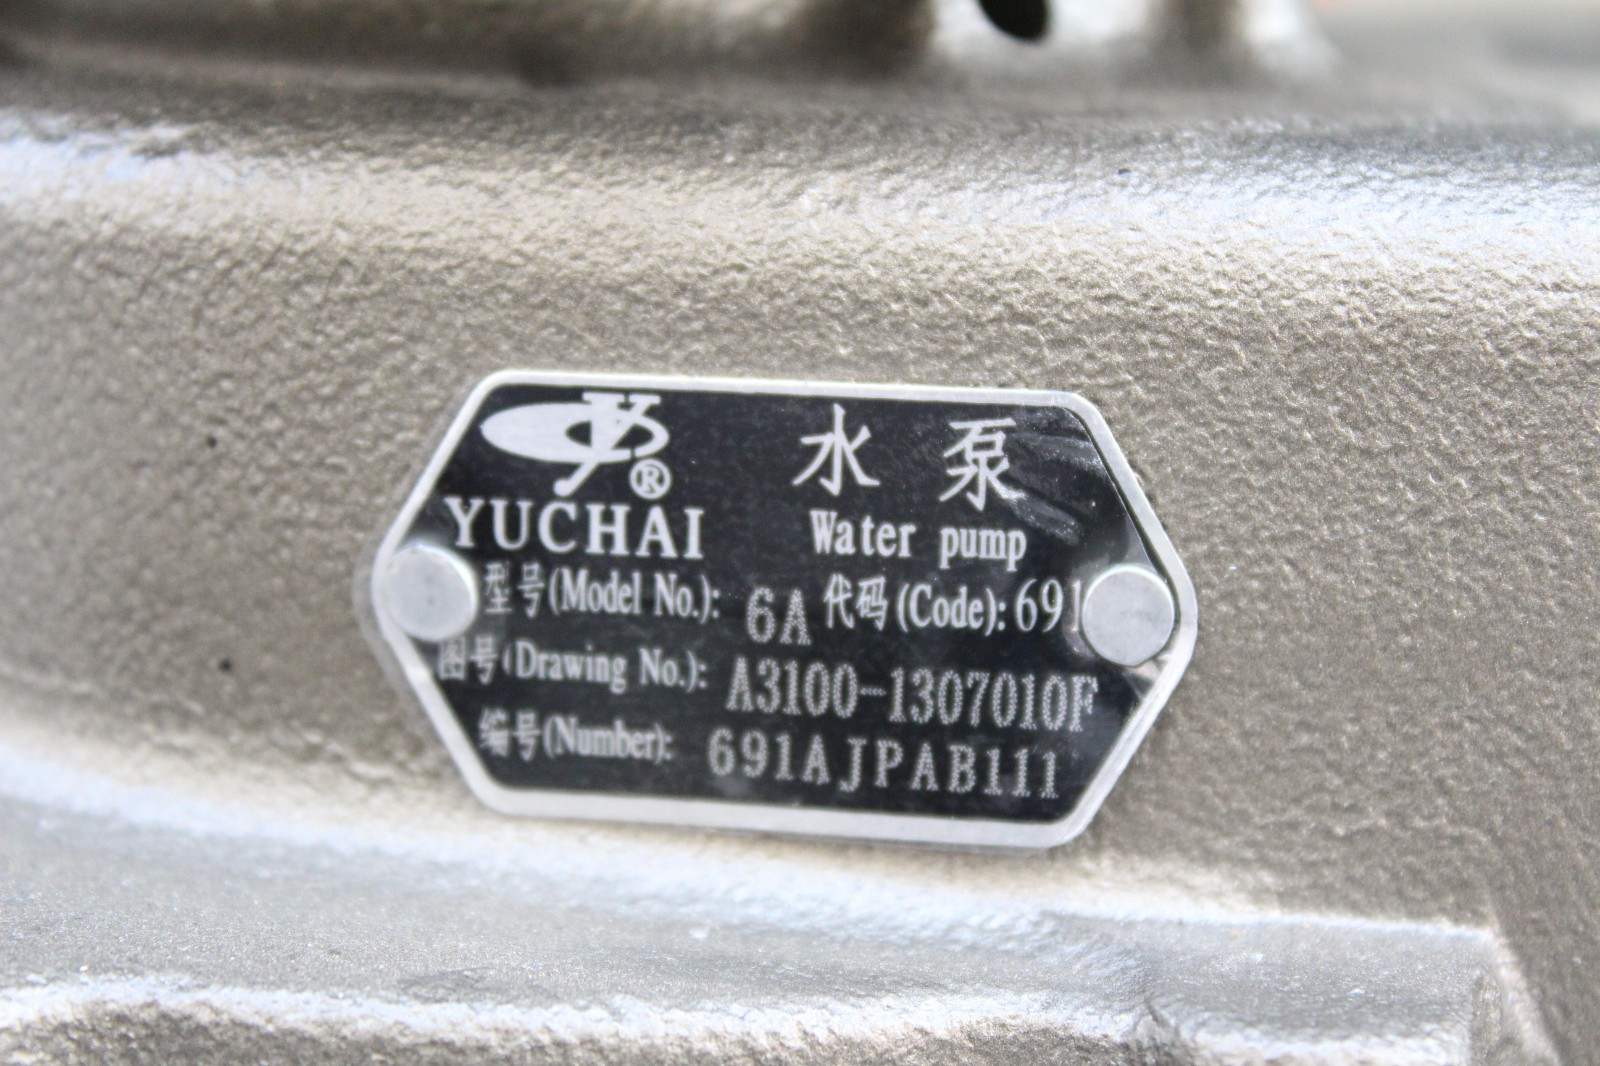 YUCHAI ®
水泵
Water pump
型号(Model No.): 6A 代码(Code): 691
图号(Drawing No.): A3100-1307010F
编号(Number): 691AJPAB111